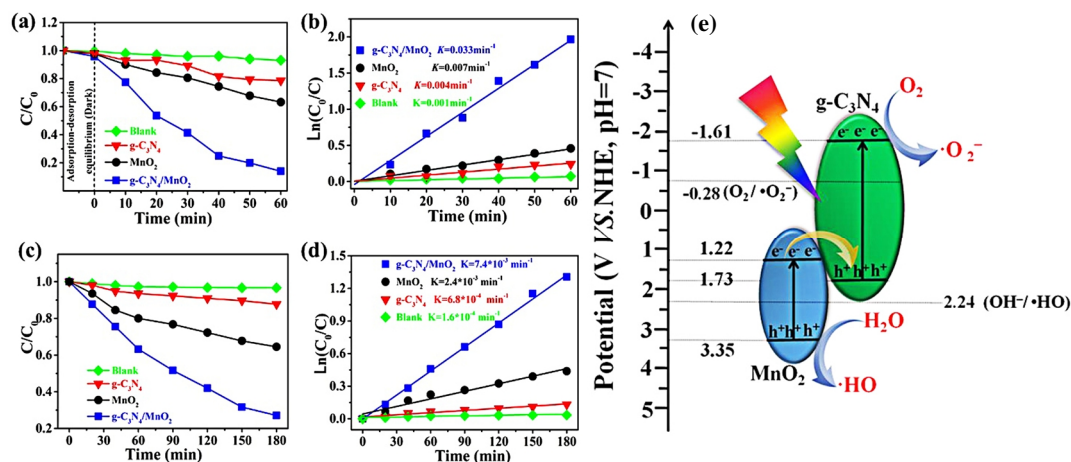 (a)
C/C₀
1.2
1.0
0.8
0.6
0.4
0.2
Adsorption-desorption
equilibrium (Dark)
Blank
g-C₃N₄
MnO₂
g-C₃N₄/MnO₂
0 10 20 30 40 50 60
Time (min)
(b)
Ln(C₀/C)
2.0
1.5
1.0
0.5
0.0
g-C₃N₄/MnO₂ K=0.033min⁻¹
MnO₂ K=0.007min⁻¹
g-C₃N₄ K=0.004min⁻¹
Blank K=0.001min⁻¹
0 10 20 30 40 50 60
Time (min)
(c)
C/C₀
1.2
1.0
0.8
0.6
0.4
0.2
Blank
g-C₃N₄
MnO₂
g-C₃N₄/MnO₂
0 30 60 90 120 150 180
Time (min)
(d)
Ln(C₀/C)
1.5
1.2
0.9
0.6
0.3
0.0
g-C₃N₄/MnO₂ K=7.4*10⁻³ min⁻¹
MnO₂ K=2.4*10⁻³ min⁻¹
g-C₃N₄ K=6.8*10⁻⁴ min⁻¹
Blank K=1.6*10⁻⁴ min⁻¹
0 30 60 90 120 150 180
Time (min)
(e)
Potential (V VS.NHE, pH=7)
-4
-3
-2
-1
0
1
2
3
4
5
-1.61
-0.28 (O₂/·O₂⁻)
1.22
1.73
2.24 (OH⁻/·HO)
3.35
g-C₃N₄
O₂
e⁻ e⁻ e⁻
·O₂⁻
e⁻ e⁻ e⁻
h⁺ h⁺ h⁺
h⁺ h⁺ h⁺
H₂O
MnO₂
·HO